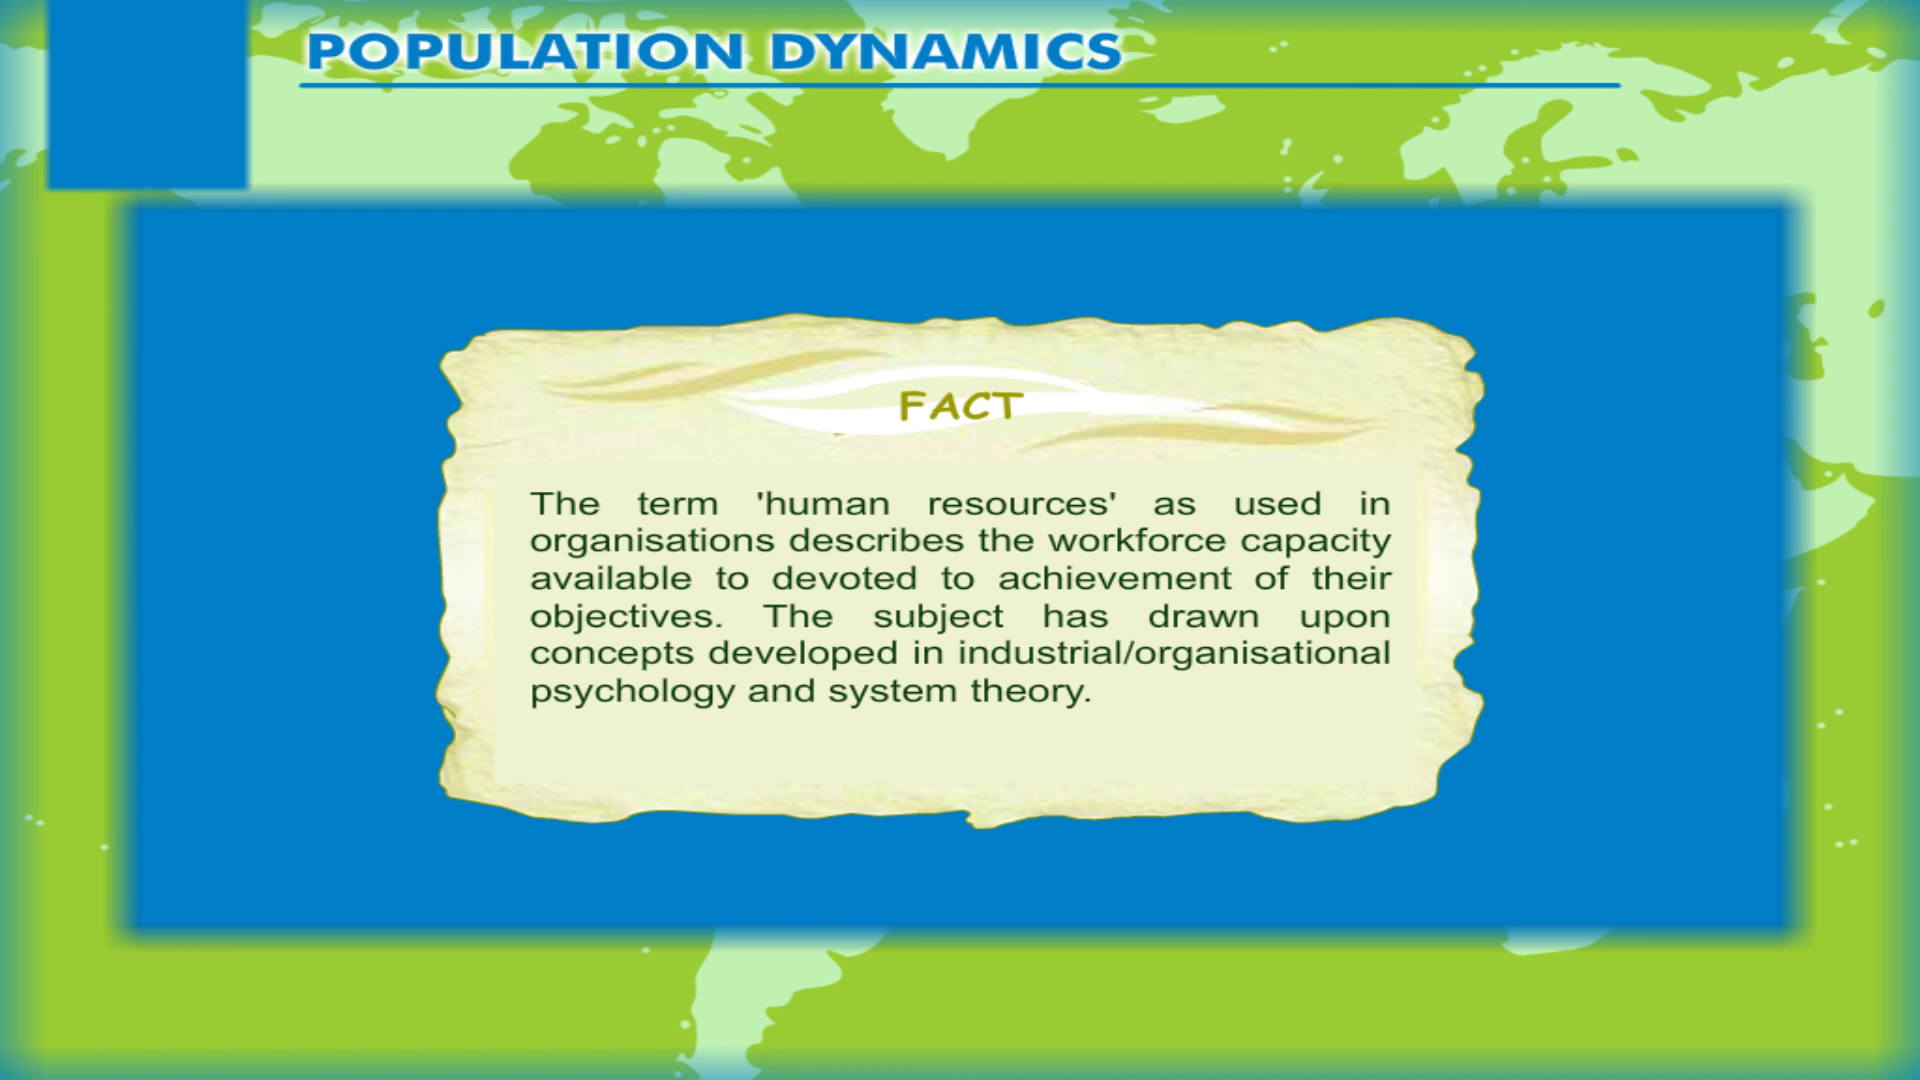 POPULATION DYNAMICS
FACT
The term 'human resources' as used in
organisations describes the workforce capacity
available to devoted to achievement of their
objectives. The subject has drawn upon
concepts developed in industrial/organisational
psychology and system theory.